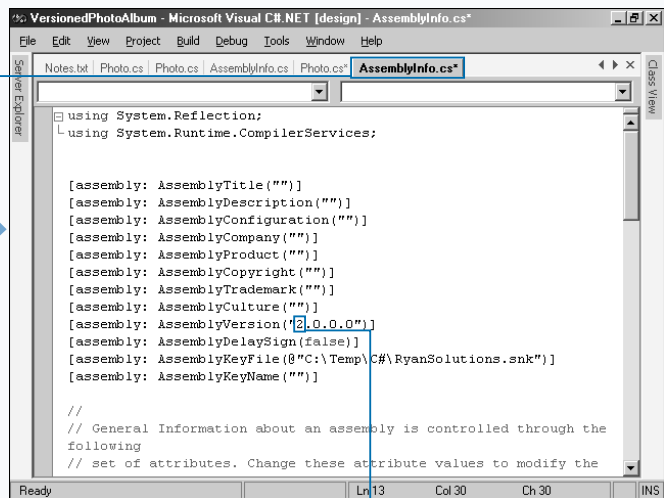 VersionedPhotoAlbum - Microsoft Visual C#.NET [design] - AssemblyInfo.cs*
File Edit View Project Build Debug Tools Window Help
Server Explorer
Notes.txt Photo.cs Photo.cs AssemblyInfo.cs Photo.cs* AssemblyInfo.cs*
Class View
using System.Reflection;
using System.Runtime.CompilerServices;
[assembly: AssemblyTitle("")]
[assembly: AssemblyDescription("")]
[assembly: AssemblyConfiguration("")]
[assembly: AssemblyCompany("")]
[assembly: AssemblyProduct("")]
[assembly: AssemblyCopyright("")]
[assembly: AssemblyTrademark("")]
[assembly: AssemblyCulture("")]
[assembly: AssemblyVersion("2.0.0.0")]
[assembly: AssemblyDelaySign(false)]
[assembly: AssemblyKeyFile(@"C:\Temp\C#\RyanSolutions.snk")]
[assembly: AssemblyKeyName("")]
//
// General Information about an assembly is controlled through the
following
// set of attributes. Change these attribute values to modify the
Ready Ln 13 Col 30 Ch 30 INS